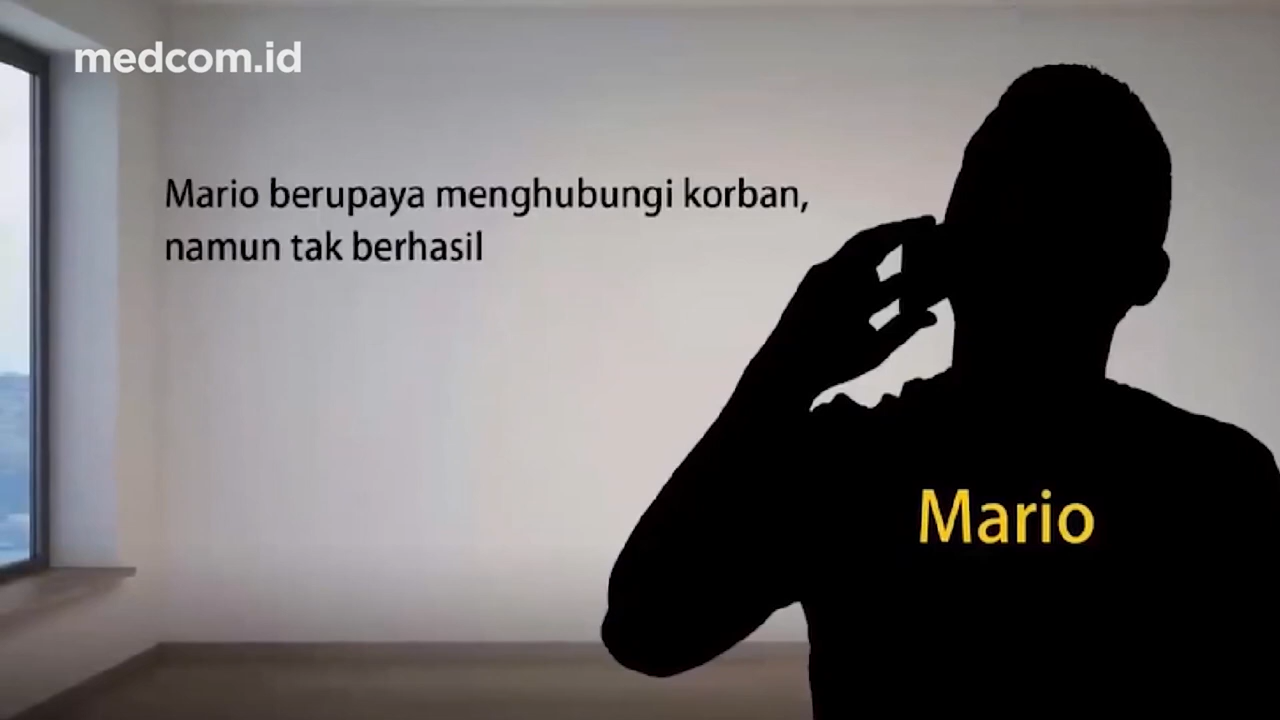 medcom.id
Mario berupaya menghubungi korban,
namun tak berhasil
Mario